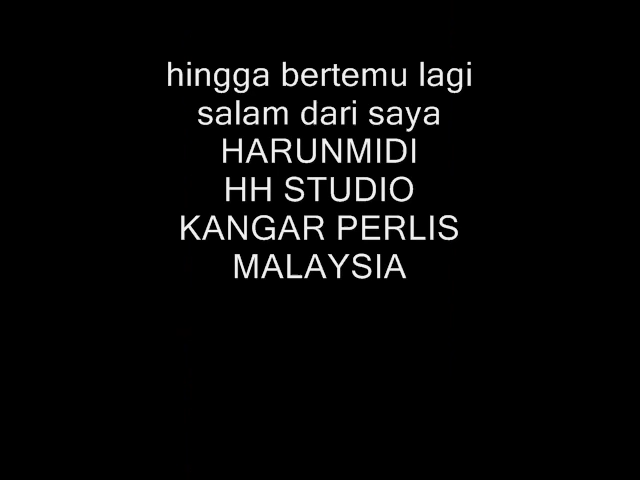 hingga bertemu lagi
salam dari saya
HARUNMIDI
HH STUDIO
KANGAR PERLIS
MALAYSIA